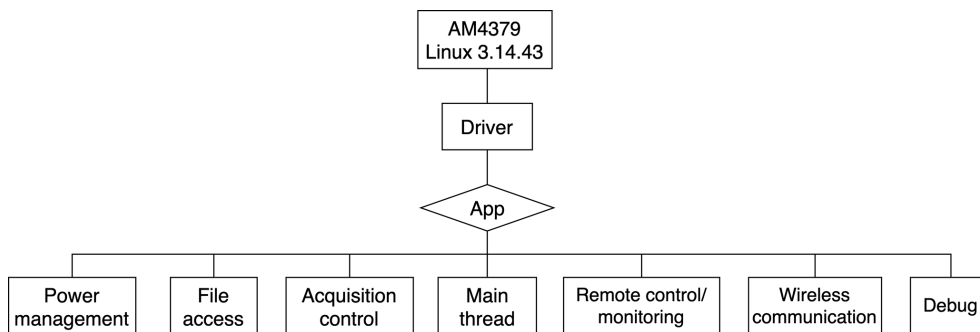 AM4379
Linux 3.14.43
Driver
App
Power
management
File
access
Acquisition
control
Main
thread
Remote control/
monitoring
Wireless
communication
Debug